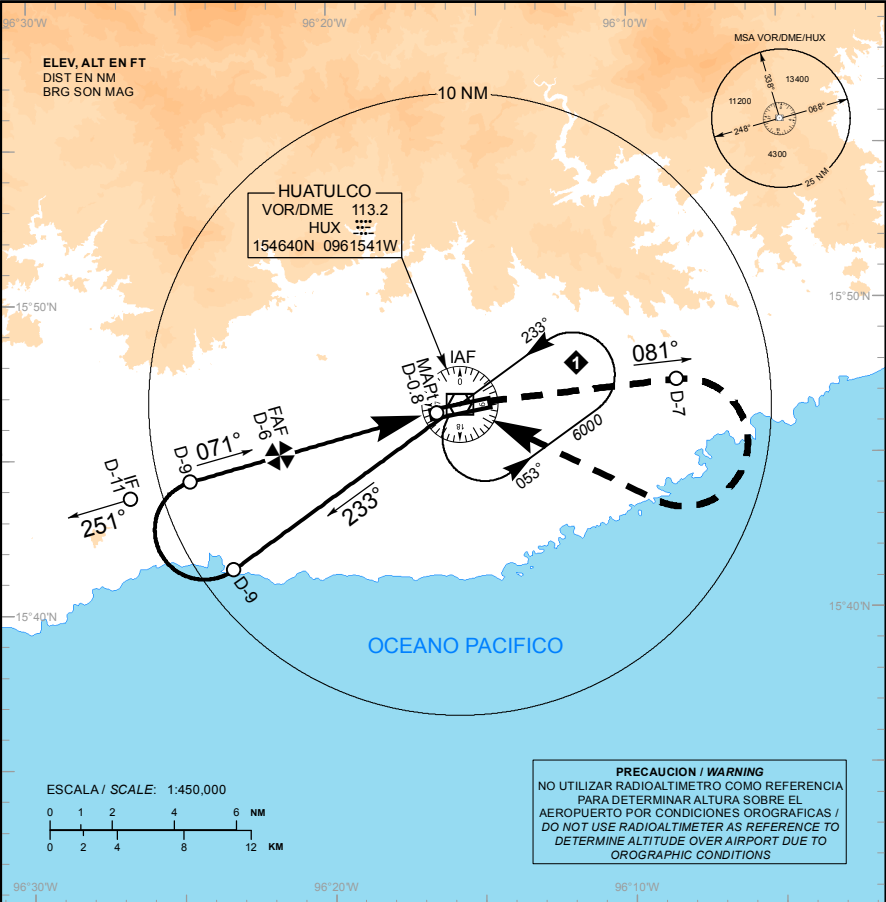 96°30'W
96°20'W
96°10'W
ELEV, ALT EN FT
DIST EN NM
BRG SON MAG
MSA VOR/DME/HUX
338°
13400
11200
068°
248°
4300
25 NM
10 NM
HUATULCO
VOR/DME 113.2
HUX
154640N 0961541W
15°50'N
15°50'N
233°
IAF
1
081°
MAPt
D-0.8
0
18
D-7
FAF
D-6
071°
D-9
6000
053°
IF
D-11
251°
233°
D-9
15°40'N
15°40'N
OCEANO PACIFICO
ESCALA / SCALE: 1:450,000
0 1 2 4 6 NM
0 2 4 8 12 KM
PRECAUCION / WARNING
NO UTILIZAR RADIOALTIMETRO COMO REFERENCIA
PARA DETERMINAR ALTURA SOBRE EL
AEROPUERTO POR CONDICIONES OROGRAFICAS /
DO NOT USE RADIOALTIMETER AS REFERENCE TO
DETERMINE ALTITUDE OVER AIRPORT DUE TO
OROGRAPHIC CONDITIONS
96°30'W
96°20'W
96°10'W